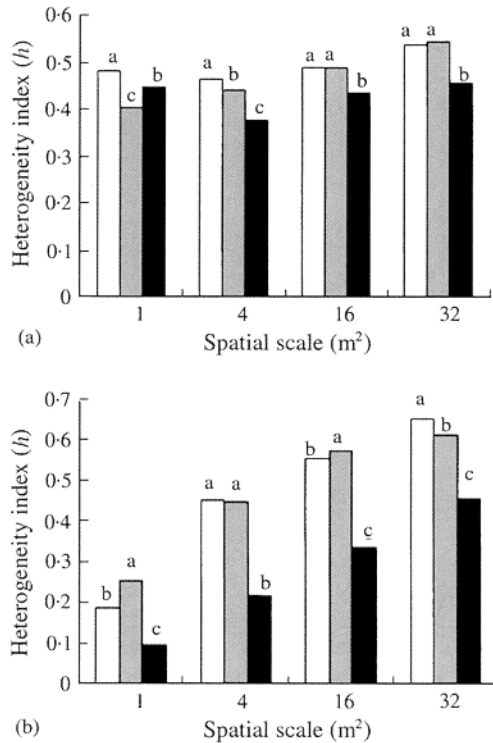 Heterogeneity index (h)
0·6
0·5
0·4
0·3
0·2
0·1
0
a c b
a b c
a a b
a a b
1 4 16 32
(a) Spatial scale (m²)
Heterogeneity index (h)
0·7
0·6
0·5
0·4
0·3
0·2
0·1
0
b a c
a a b
b a c
a b c
1 4 16 32
(b) Spatial scale (m²)